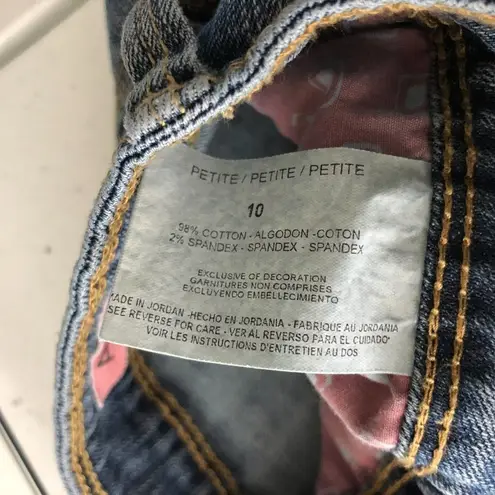 PETITE / PETITE / PETITE
10
98% COTTON - ALGODON -COTON
2% SPANDEX - SPANDEX - SPANDEX
EXCLUSIVE OF DECORATION
GARNITURES NON COMPRISES
EXCLUYENDO EMBELLECIMIENTO
MADE IN JORDAN -HECHO EN JORDANIA - FABRIQUE AU JORDANIA
SEE REVERSE FOR CARE - VER AL REVERSO PARA EL CUIDADO
VOIR LES INSTRUCTIONS D'ENTRETIEN AU DOS